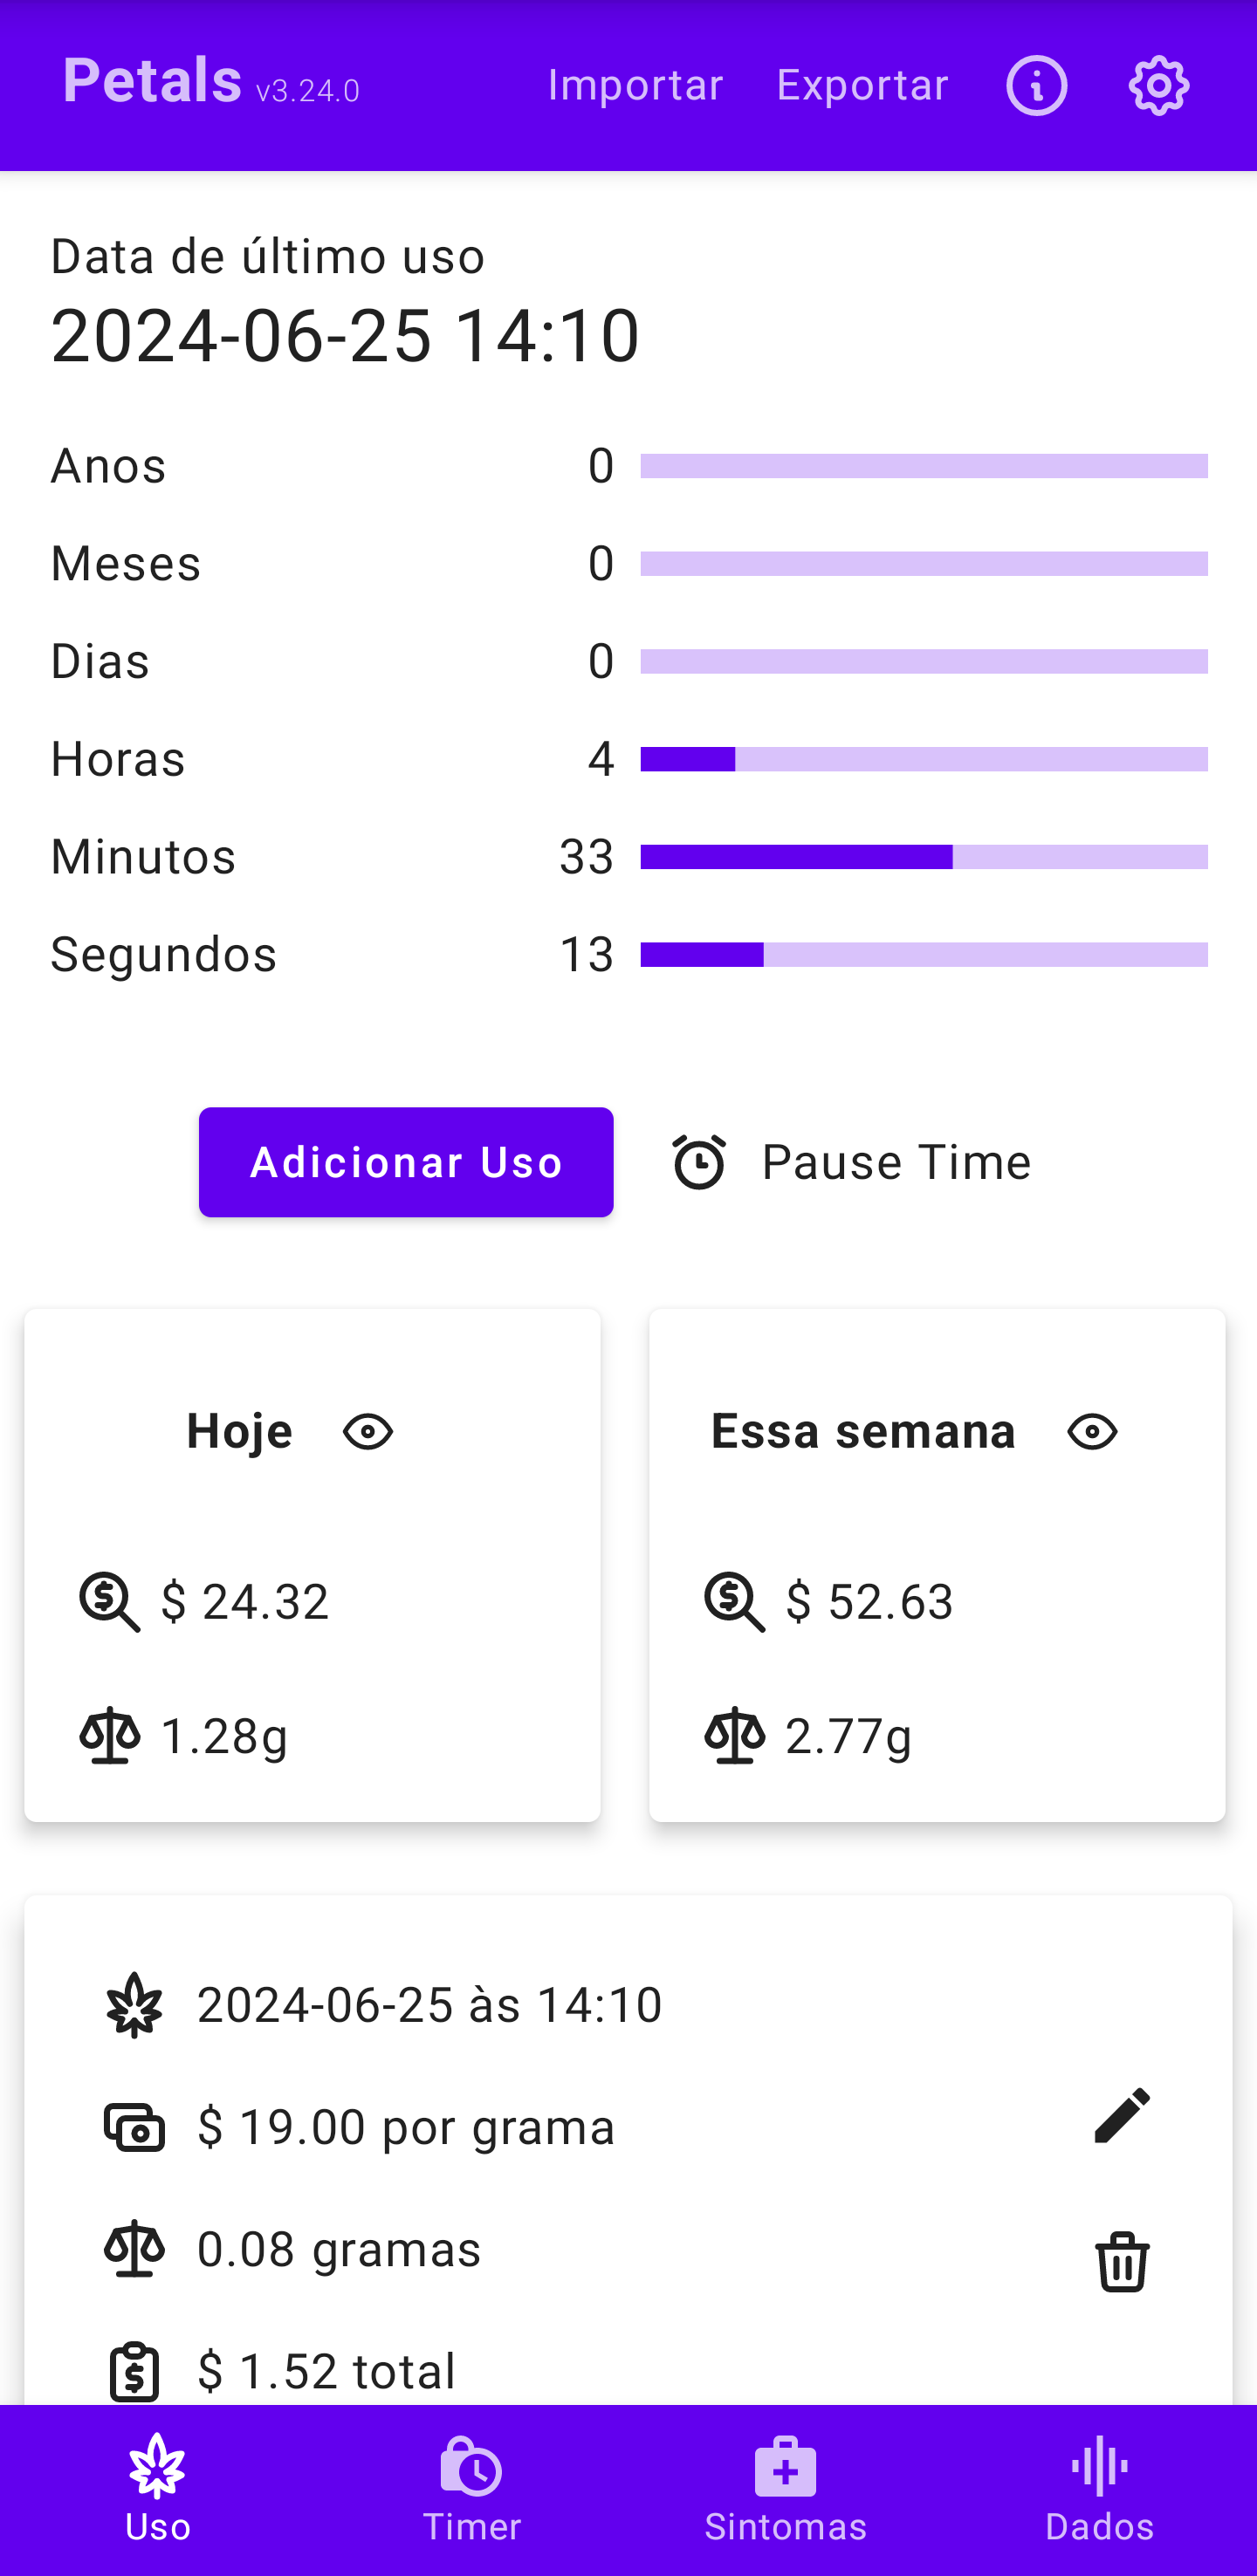 Petals v3.24.0 Importar Exportar
Data de último uso
2024-06-25 14:10
Anos 0
Meses 0
Dias 0
Horas 4
Minutos 33
Segundos 13
Adicionar Uso Pause Time
Hoje
$ 24.32
1.28g
Essa semana
$ 52.63
2.77g
2024-06-25 às 14:10
$ 19.00 por grama
0.08 gramas
$ 1.52 total
Uso Timer Sintomas Dados